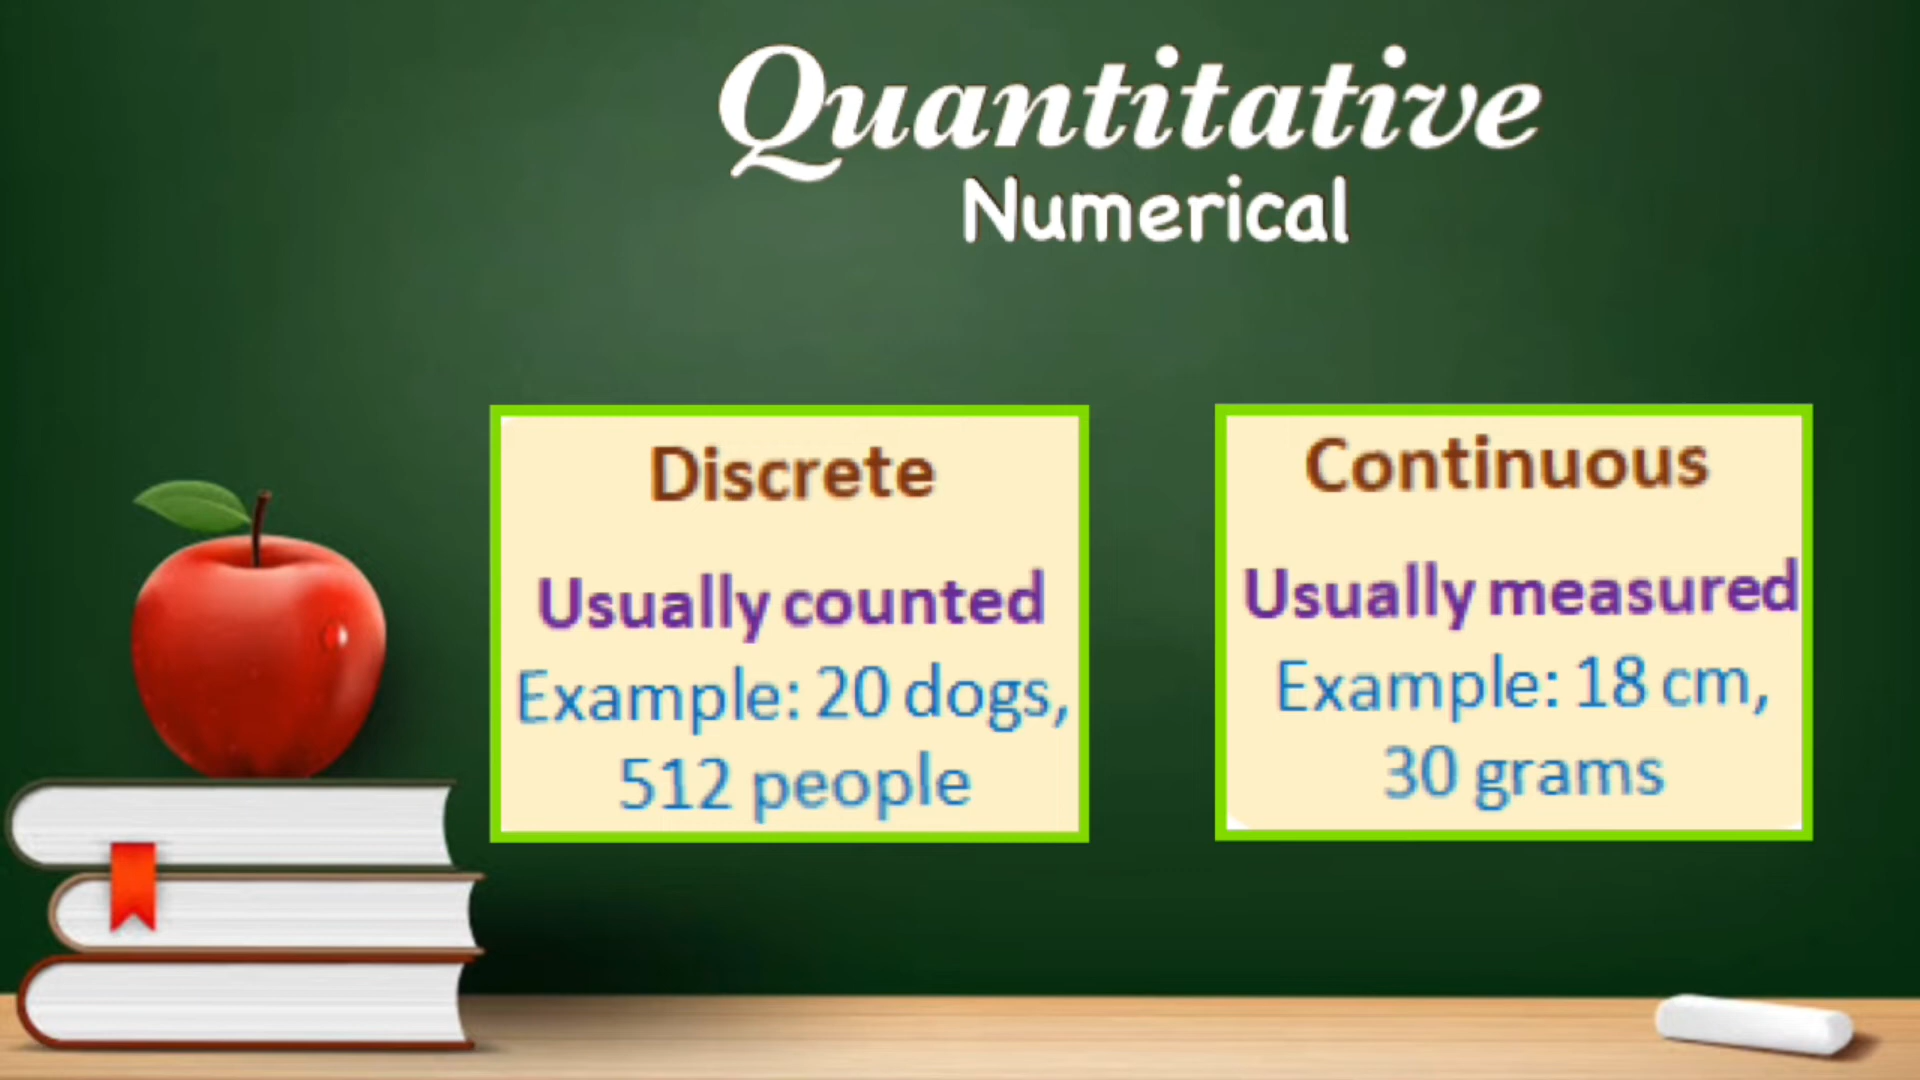 Quantitative
Numerical
Discrete
Usually counted
Example: 20 dogs,
512 people
Continuous
Usually measured
Example: 18 cm,
30 grams